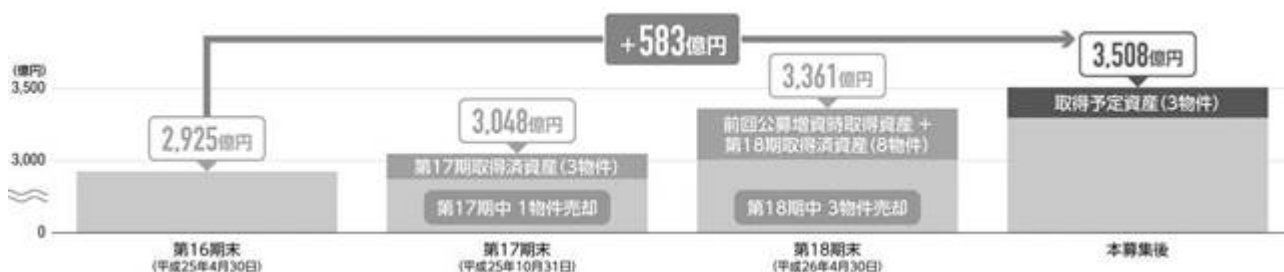 +583億円
(億円)
3,500
3,000
0
2,925億円
3,048億円
第17期取得済資産(3物件)
第17期中 1物件売却
3,361億円
前回公募増資時取得資産 +
第18期取得済資産(8物件)
第18期中 3物件売却
3,508億円
取得予定資産(3物件)
第16期末
(平成25年4月30日)
第17期末
(平成25年10月31日)
第18期末
(平成26年4月30日)
本募集後